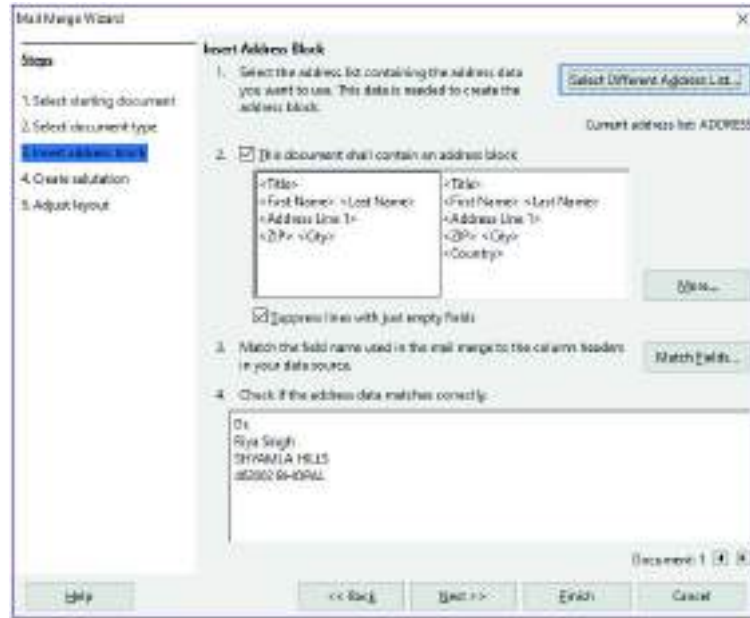 Mail Merge Wizard
Steps
1. Select starting document
2. Select document type
3. Insert address block
4. Create salutation
5. Adjust layout
Insert Address Block
1. Select the address list containing the address data
you want to use. This data is needed to create the
address block.
Select Different Address List...
Current address list: ADDRESS
2. This document shall contain an address block
<Title>
<First Name> <Last Name>
<Address Line 1>
<ZIP> <City>
<Title>
<First Name> <Last Name>
<Address Line 1>
<ZIP> <City>
<Country>
More...
Suppress lines with just empty fields
3. Match the field name used in the mail merge to the column headers
in your data source.
Match Fields...
4. Check if the address data matches correctly.
Riya Singh
SHYAMLA HILLS
BHOPAL
Document: 1
Help
<< Back
Next >>
Finish
Cancel